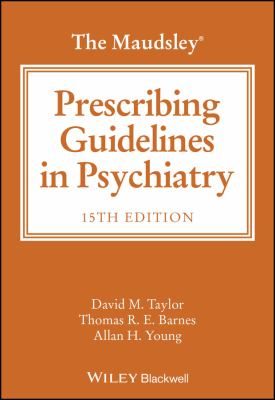 The Maudsley®
Prescribing
Guidelines
in Psychiatry
15TH EDITION
David M. Taylor
Thomas R. E. Barnes
Allan H. Young
WILEY Blackwell